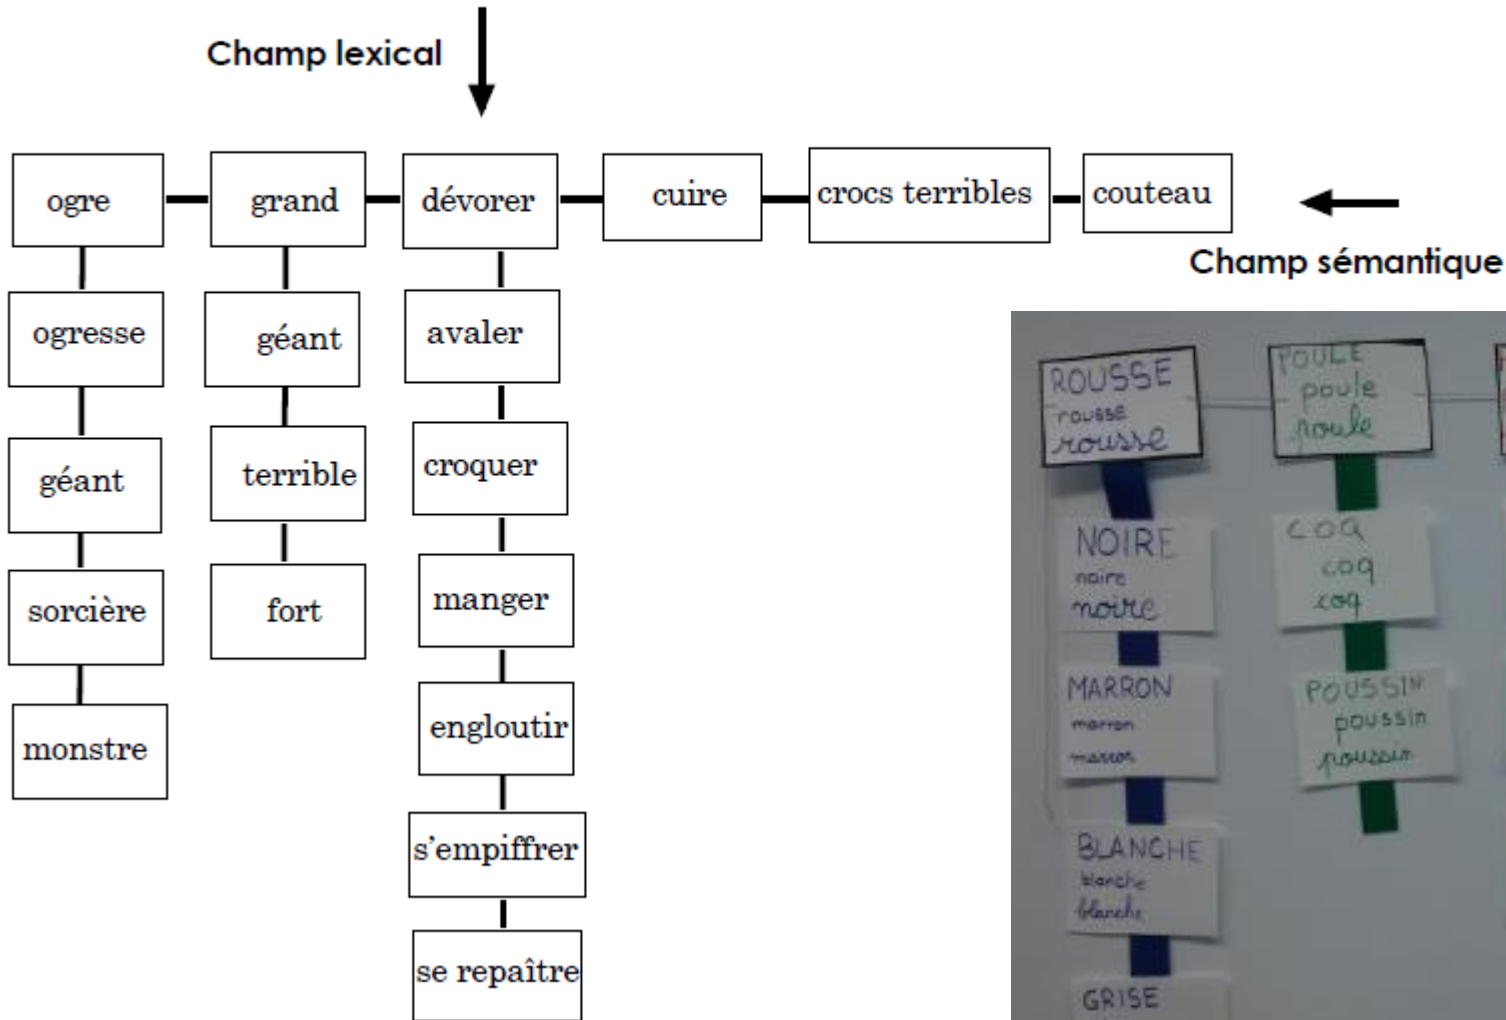 Champ lexical
ogre
grand
dévorer
cuire
crocs terribles
couteau
Champ sémantique
ogresse
géant
sorcière
monstre
géant
terrible
fort
avaler
croquer
manger
engloutir
s'empiffrer
se repaître
ROUSSE
rousse
rousse
NOIRE
noire
noire
MARRON
marron
marron
BLANCHE
blanche
blanche
GRISE
POULE
poule
poule
COQ
coq
coq
POUSSIN
poussin
poussin